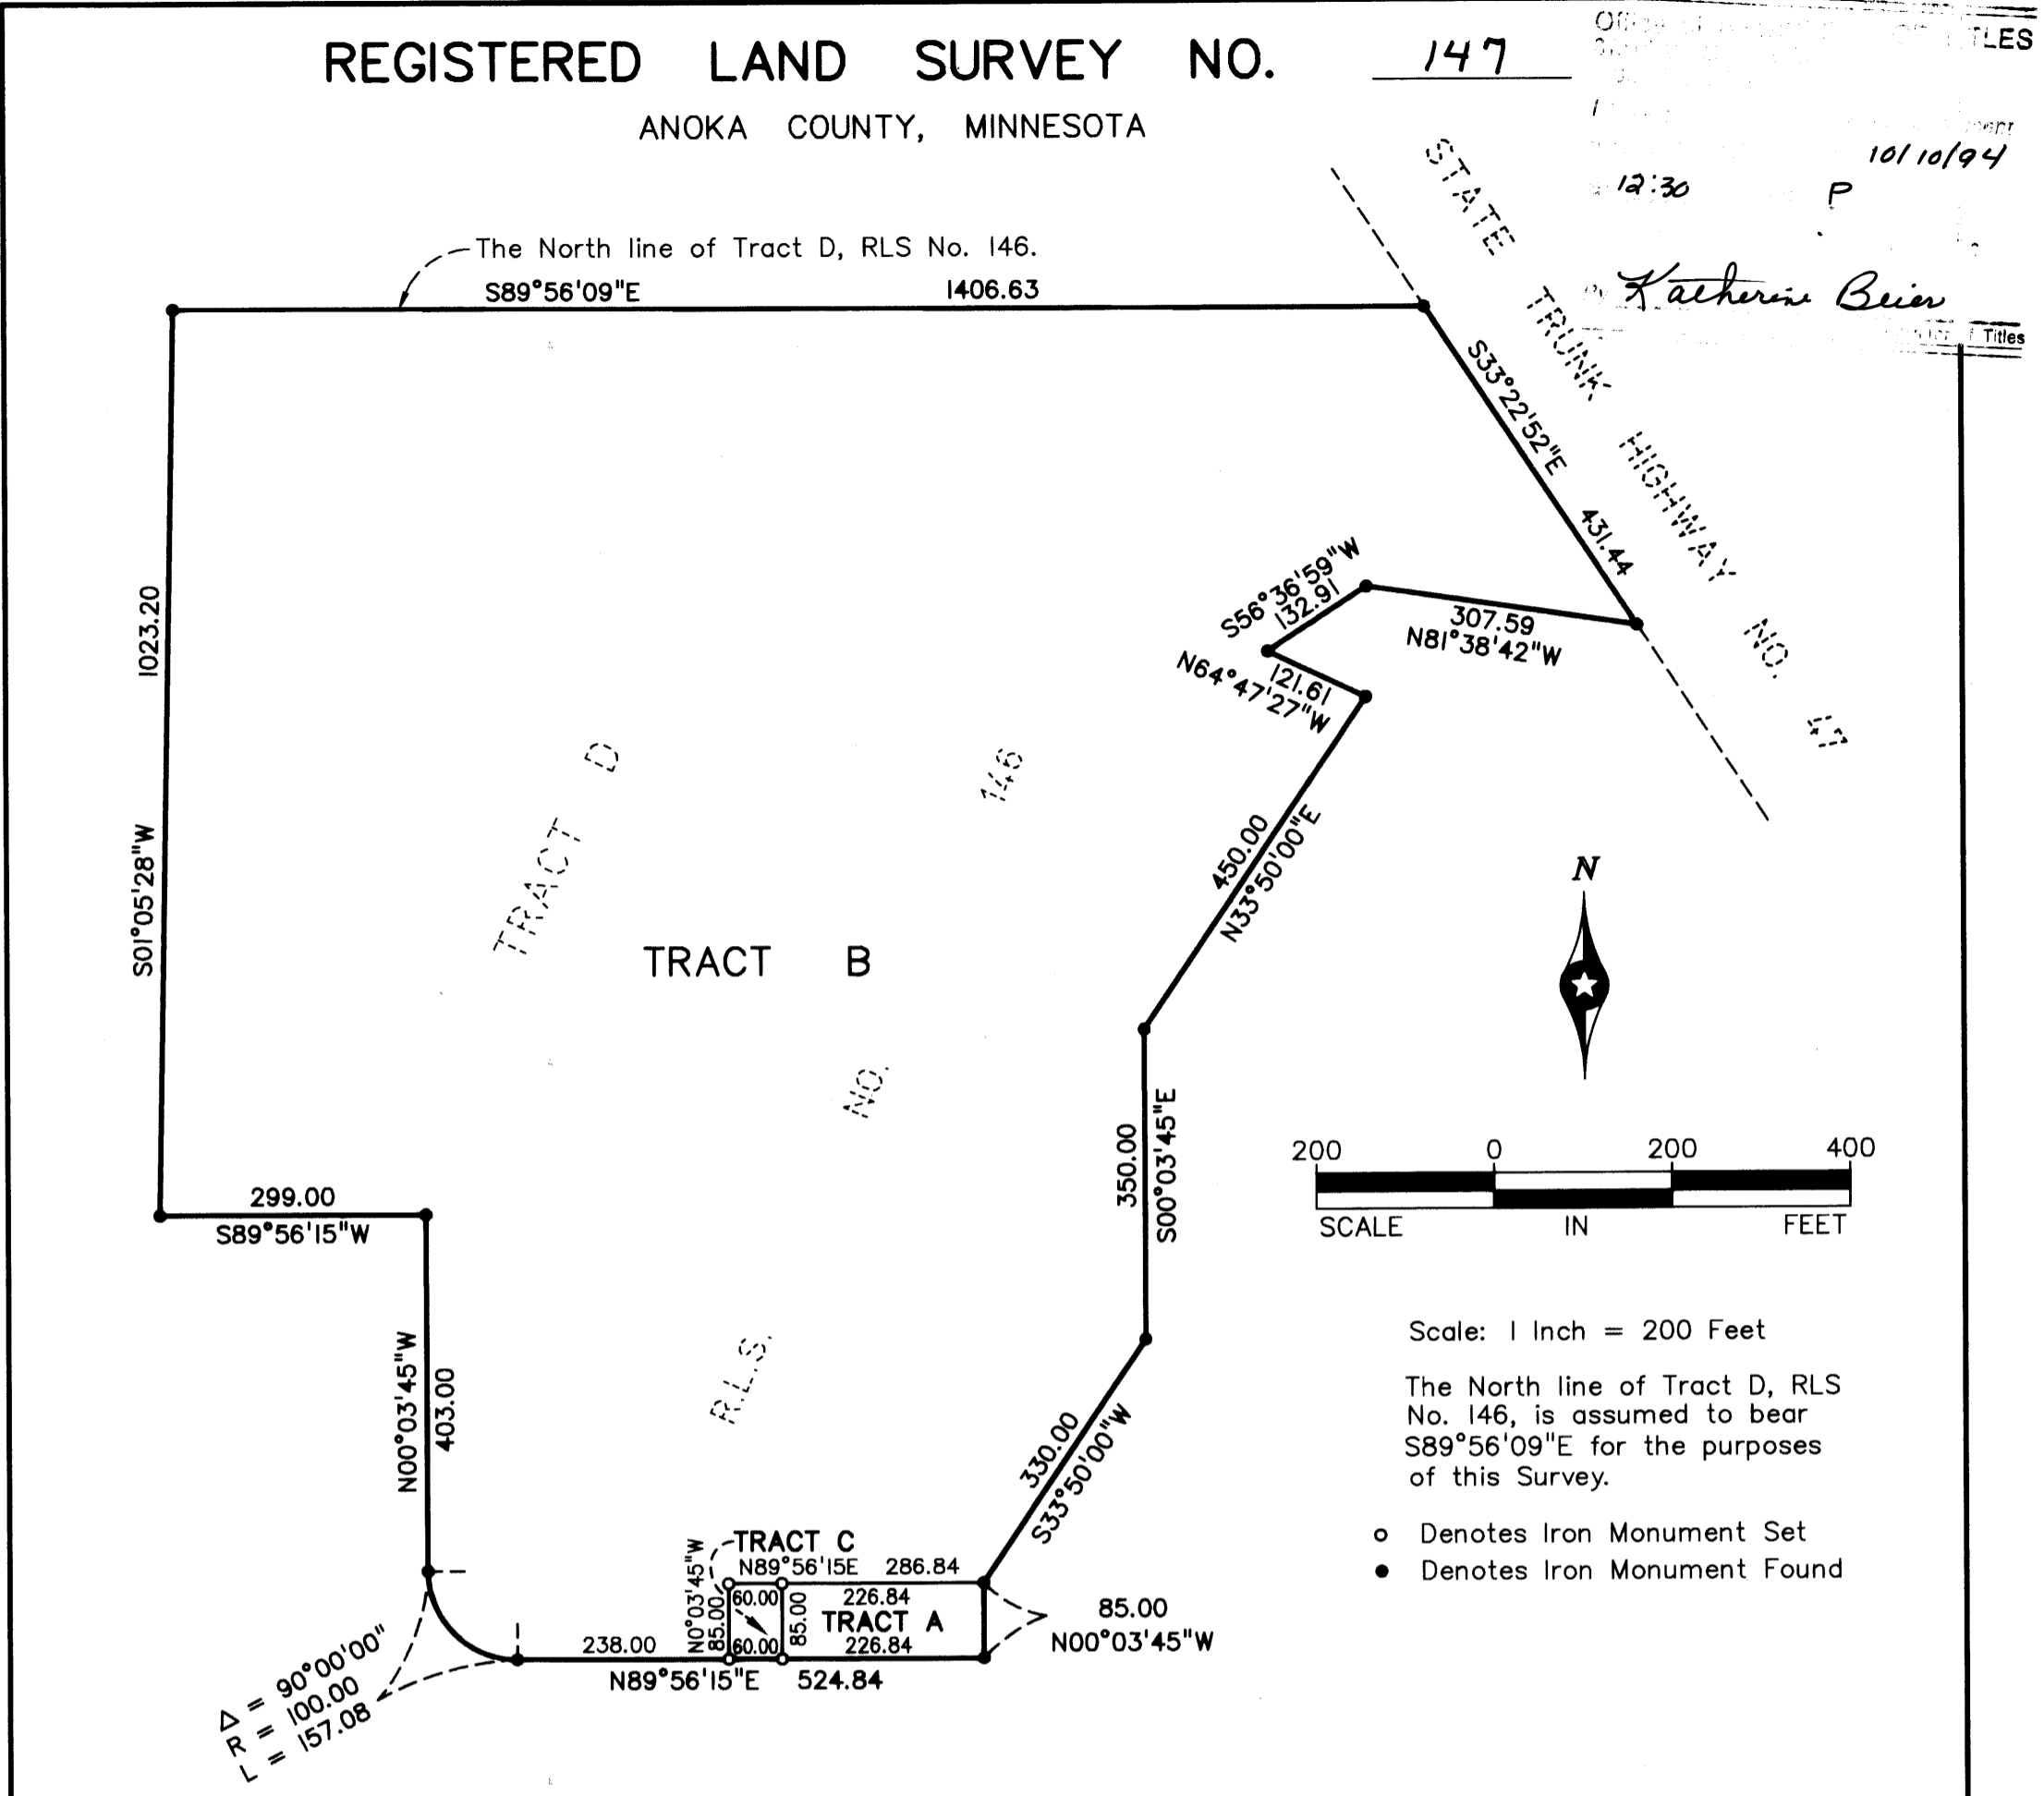 REGISTERED LAND SURVEY NO. 147
ANOKA COUNTY, MINNESOTA
TLES
10/10/94
12:30 P
Katherine Beier
Titles
STATE TRUNK HIGHWAY NO. 47
The North line of Tract D, RLS No. 146.
S89°56'09"E 1406.63
S33°22'52"E 431.44
S56°36'59"W
132.91
307.59
N81°38'42"W
121.61
N64°47'27"W
1023.20
S01°05'28"W
TRACT D
R.L.S. NO. 146
TRACT B
450.00
N33°50'00"E
N
350.00
S00°03'45"E
200 0 200 400
SCALE IN FEET
299.00
S89°56'15"W
N00°03'45"W
403.00
330.00
S33°50'00"W
Scale: 1 Inch = 200 Feet
The North line of Tract D, RLS
No. 146, is assumed to bear
S89°56'09"E for the purposes
of this Survey.
o Denotes Iron Monument Set
● Denotes Iron Monument Found
TRACT C
N89°56'15E 286.84
N0°03'45"W
85.00
60.00
60.00
85.00
226.84
TRACT A
226.84
85.00
N00°03'45"W
238.00
N89°56'15"E 524.84
Δ = 90°00'00"
R = 100.00
L = 157.08